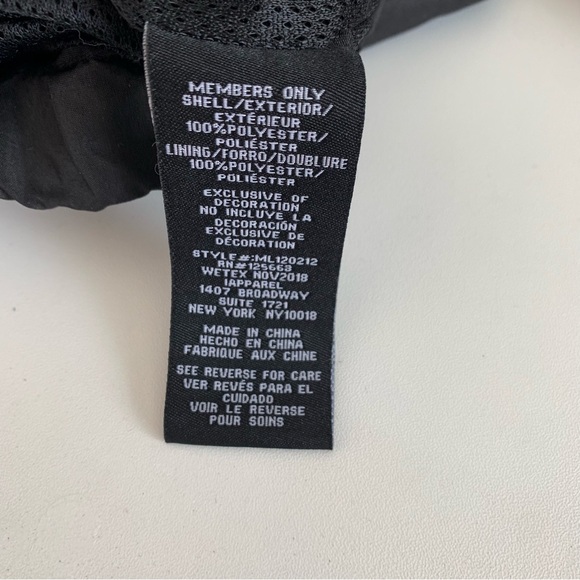 MEMBERS ONLY
SHELL/EXTERIOR/
EXTÉRIEUR
100%POLYESTER/
POLIÉSTER
LINING/FORRO/DOUBLURE
100%POLYESTER/
POLIÉSTER
EXCLUSIVE OF
DECORATION
NO INCLUYE LA
DECORACIÓN
EXCLUSIVE DE
DÉCORATION
STYLE#:ML120212
RN#125663
WETEX NOV2018
IAPPAREL
1407 BROADWAY
SUITE 1721
NEW YORK NY10018
MADE IN CHINA
HECHO EN CHINA
FABRIQUE AUX CHINE
SEE REVERSE FOR CARE
VER REVÉS PARA EL
CUIDADO
VOIR LE REVERSE
POUR SOINS